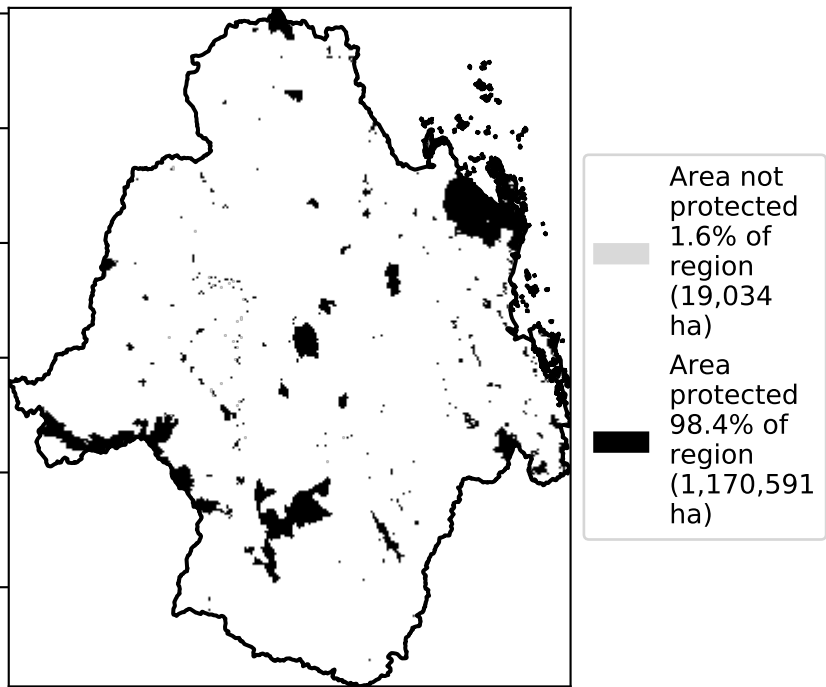 Area not
protected
1.6% of
region
(19,034
ha)
Area
protected
98.4% of
region
(1,170,591
ha)